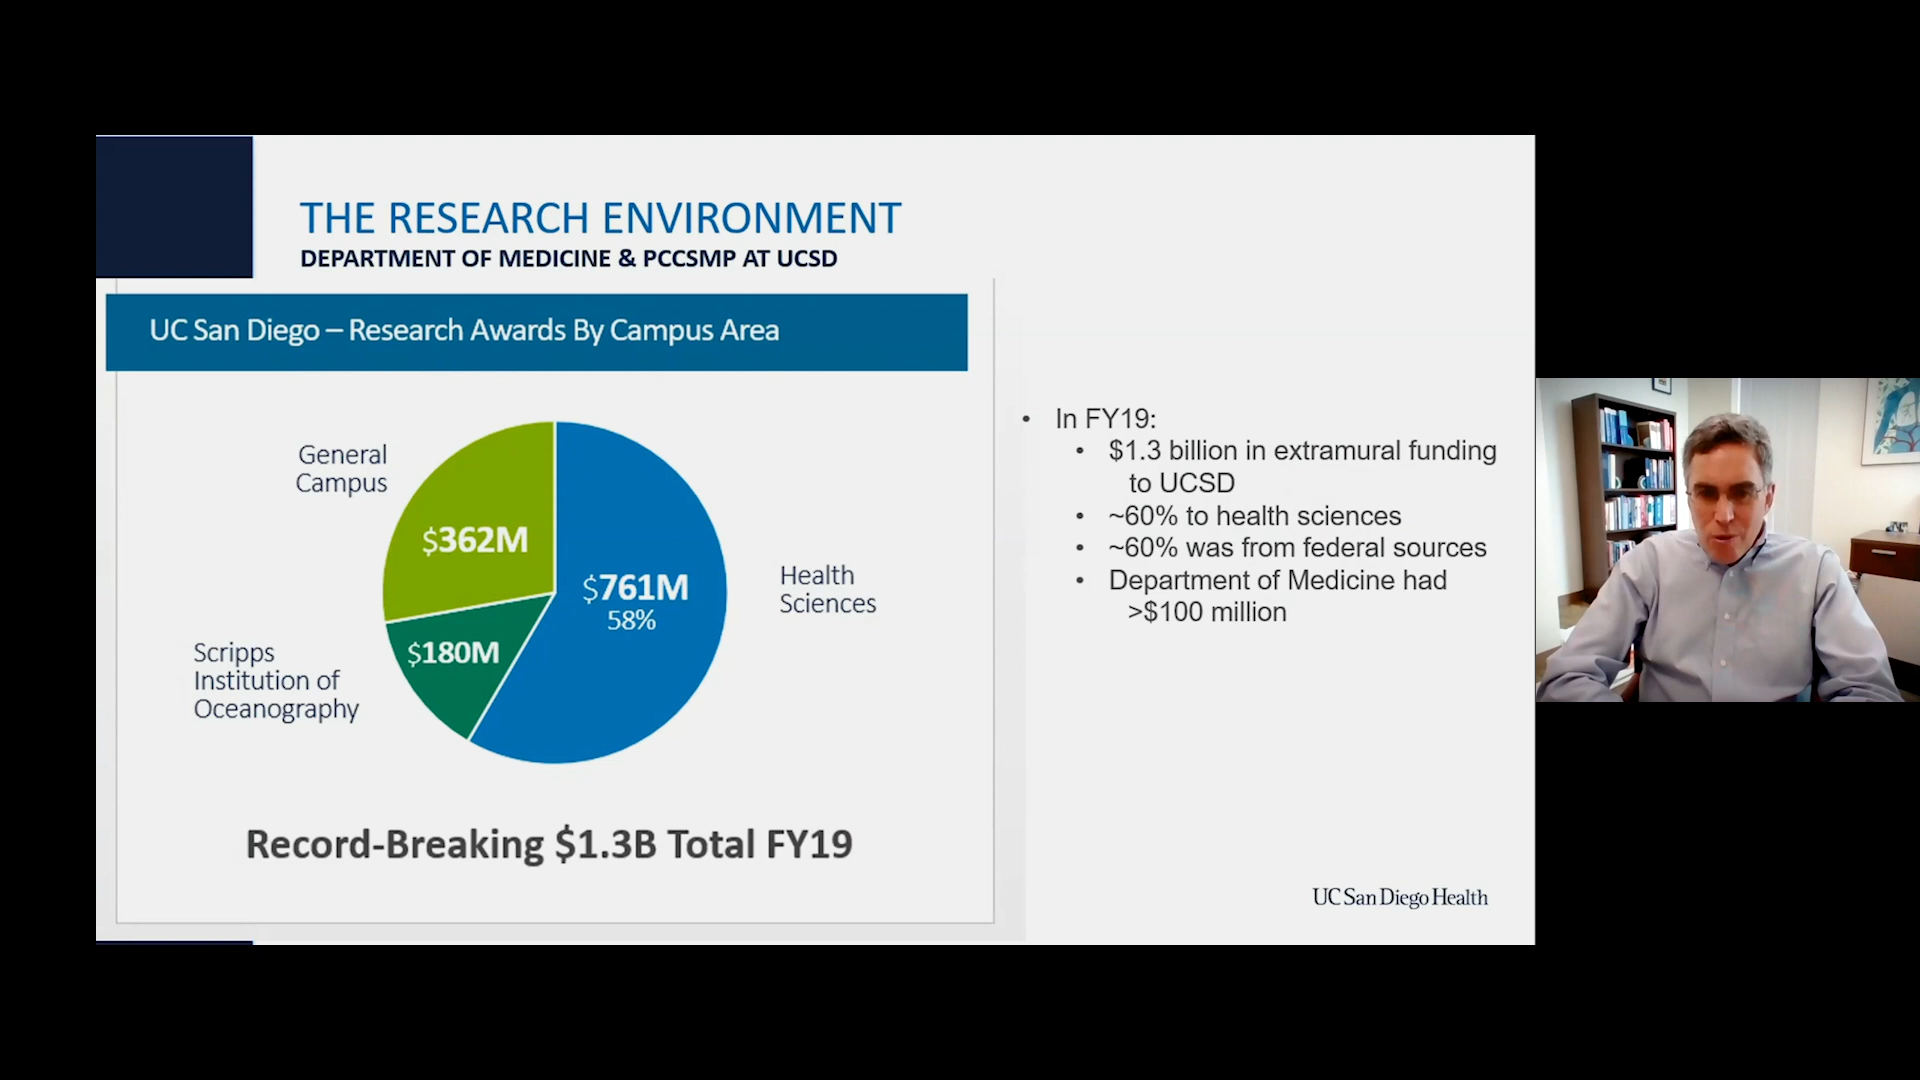 THE RESEARCH ENVIRONMENT
DEPARTMENT OF MEDICINE & PCCSMP AT UCSD
UC San Diego – Research Awards By Campus Area
General
Campus
$362M
$761M
58%
Health
Sciences
$180M
Scripps
Institution of
Oceanography
Record-Breaking $1.3B Total FY19
• In FY19:
• $1.3 billion in extramural funding
to UCSD
• ~60% to health sciences
• ~60% was from federal sources
• Department of Medicine had
>$100 million
UC San Diego Health